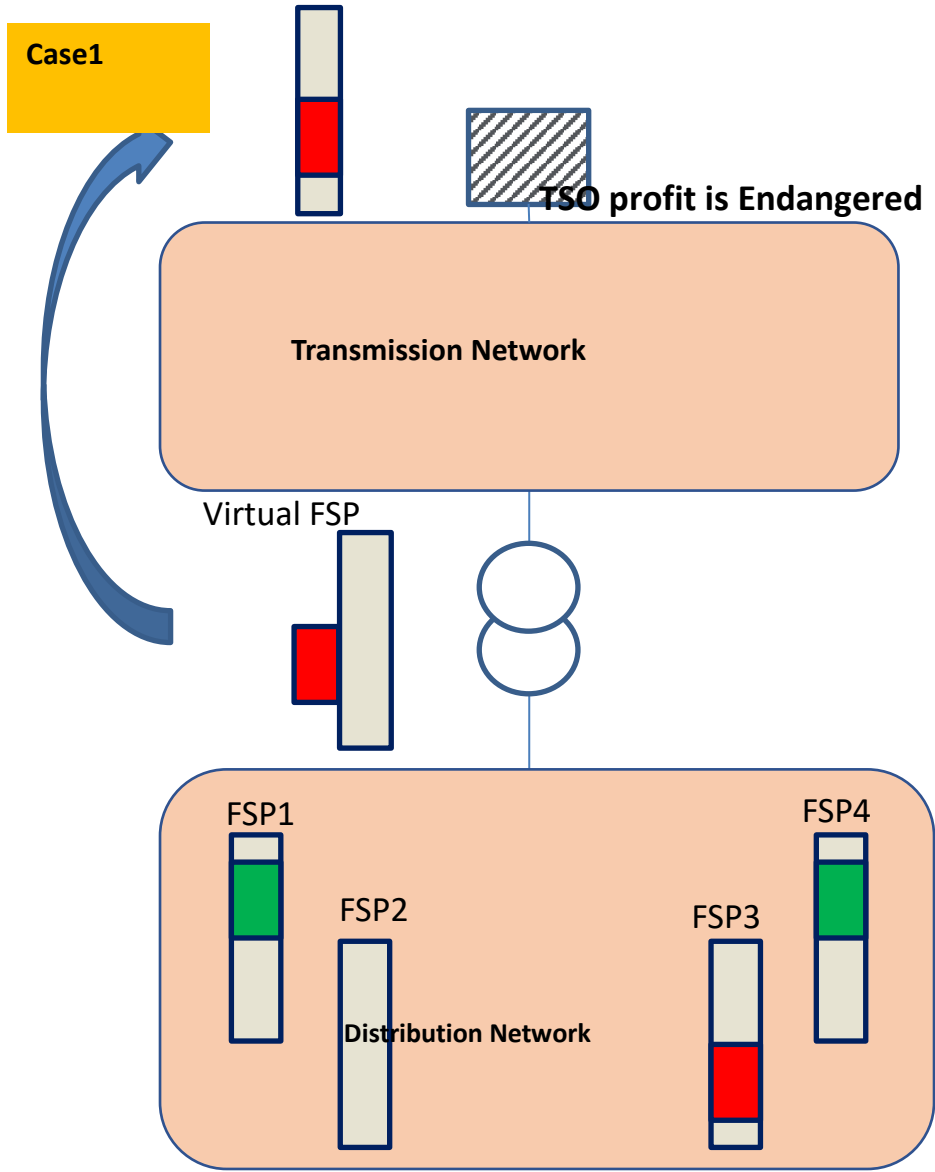 Case1
TSO profit is Endangered
Transmission Network
Virtual FSP
FSP1
FSP4
FSP2
FSP3
Distribution Network